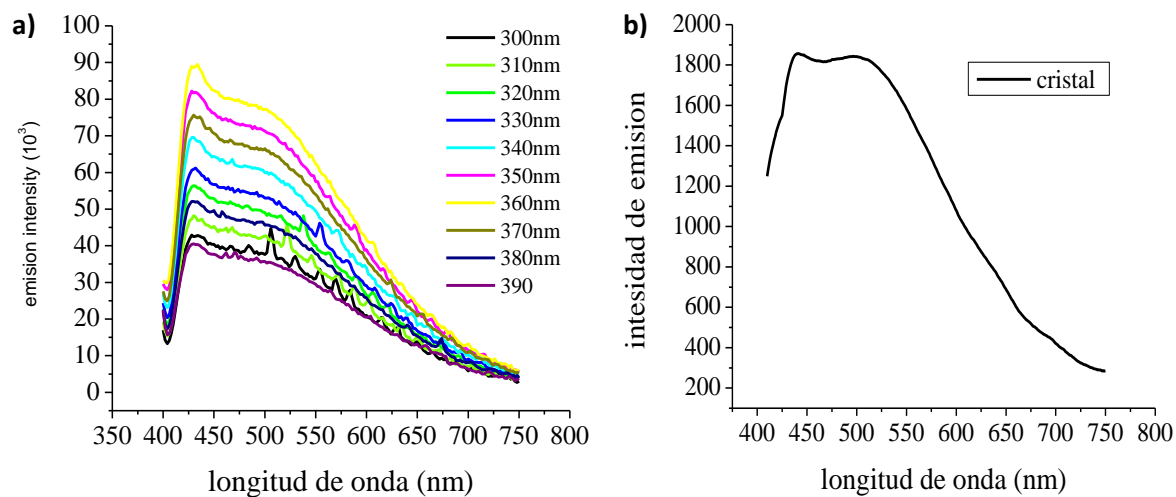 a)
emission intensity (10³)
100
90
80
70
60
50
40
30
20
10
0
350 400 450 500 550 600 650 700 750 800
longitud de onda (nm)
300nm
310nm
320nm
330nm
340nm
350nm
360nm
370nm
380nm
390
b)
intesidad de emision
2000
1800
1600
1400
1200
1000
800
600
400
200
400 450 500 550 600 650 700 750 800
longitud de onda (nm)
cristal